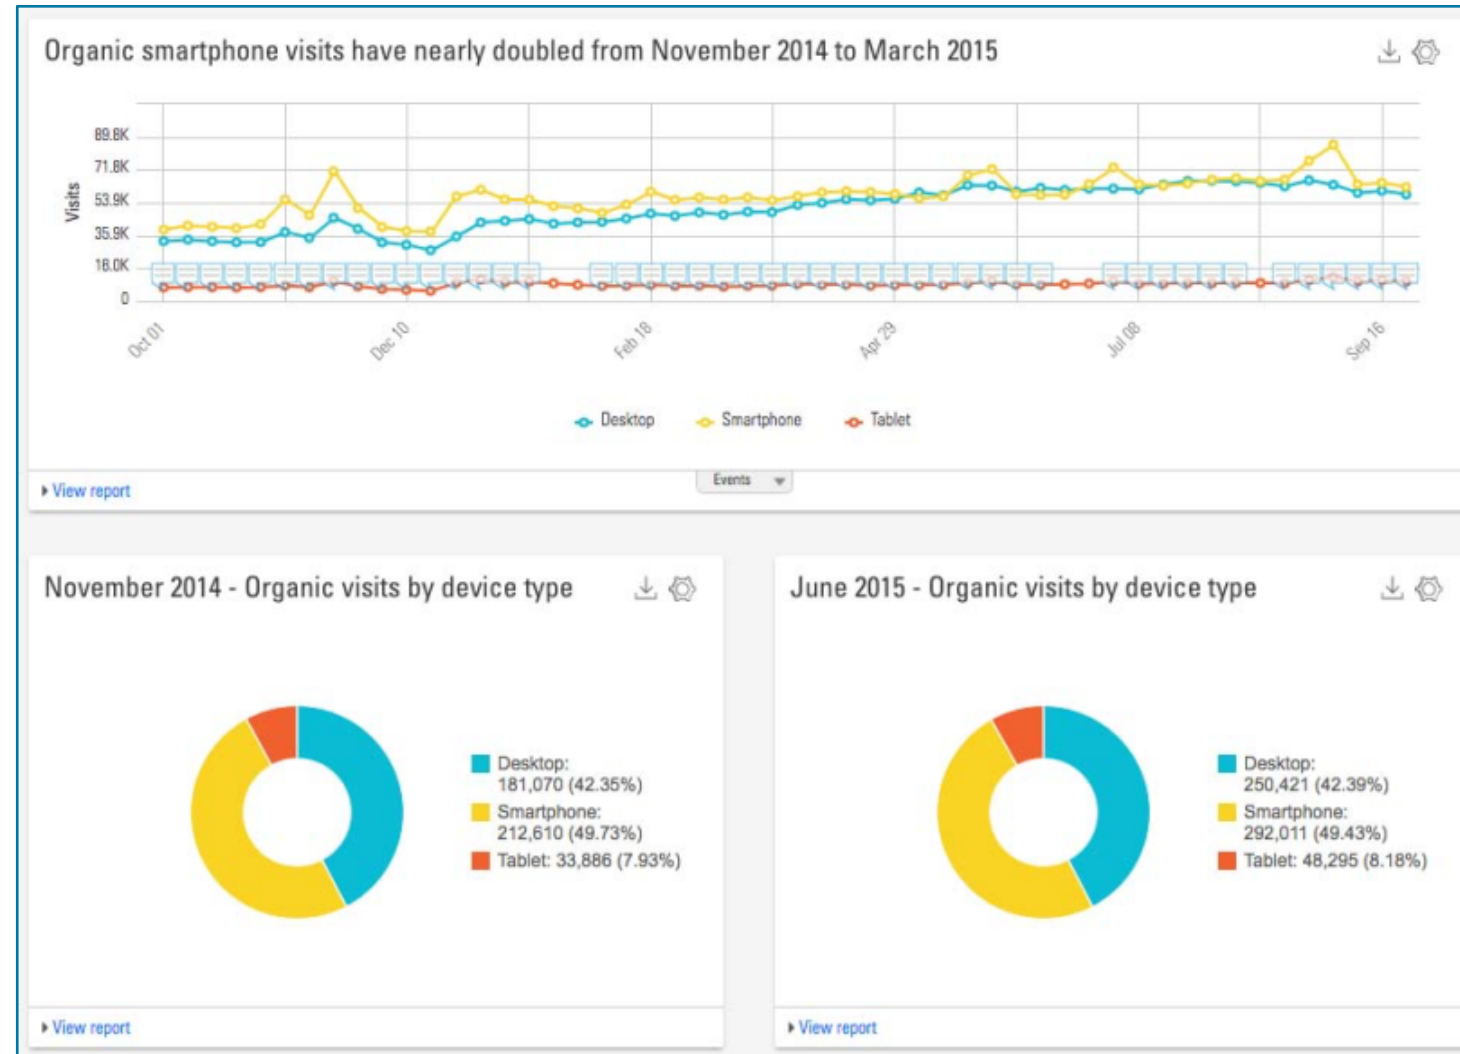 Organic smartphone visits have nearly doubled from November 2014 to March 2015
Visits
89.8K
71.8K
53.9K
35.9K
18.0K
0
Oct 01
Dec 10
Feb 18
Apr 29
Jul 08
Sep 16
Desktop Smartphone Tablet
View report
Events
November 2014 - Organic visits by device type
Desktop:
181,070 (42.35%)
Smartphone:
212,610 (49.73%)
Tablet: 33,886 (7.93%)
View report
June 2015 - Organic visits by device type
Desktop:
250,421 (42.39%)
Smartphone:
292,011 (49.43%)
Tablet: 48,295 (8.18%)
View report